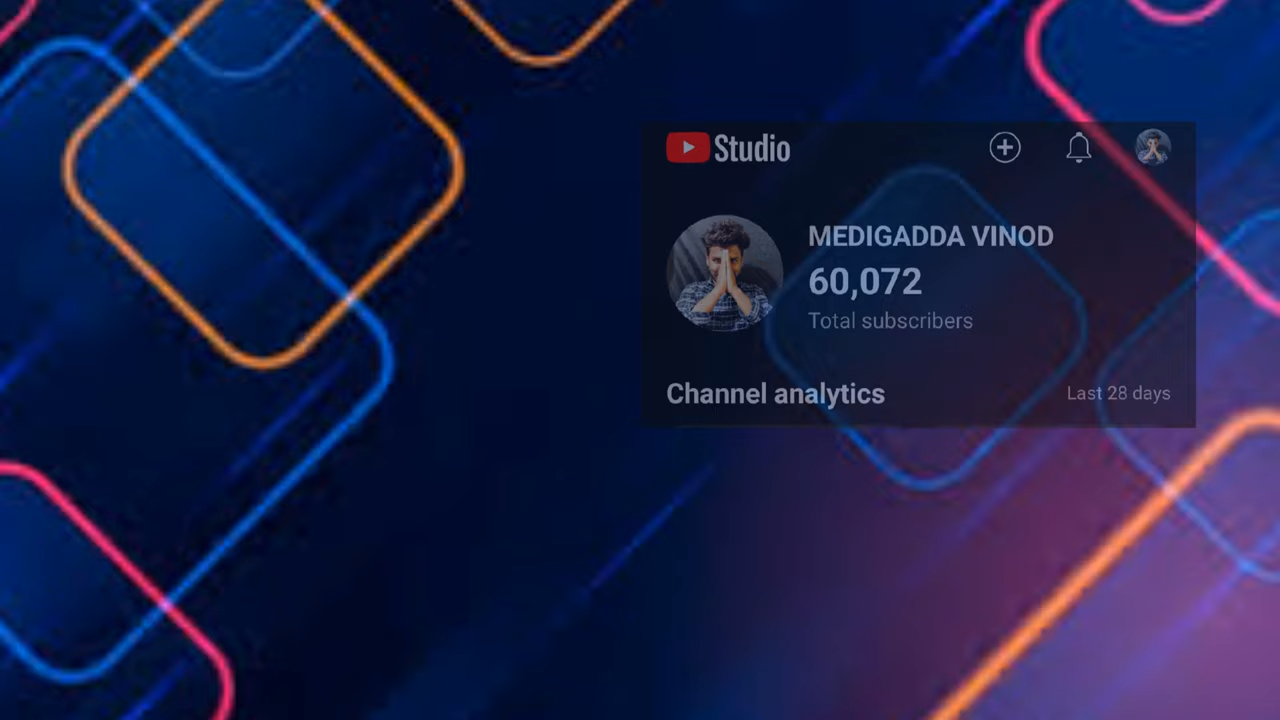 Studio
MEDIGADDA VINOD
60,072
Total subscribers
Channel analytics
Last 28 days